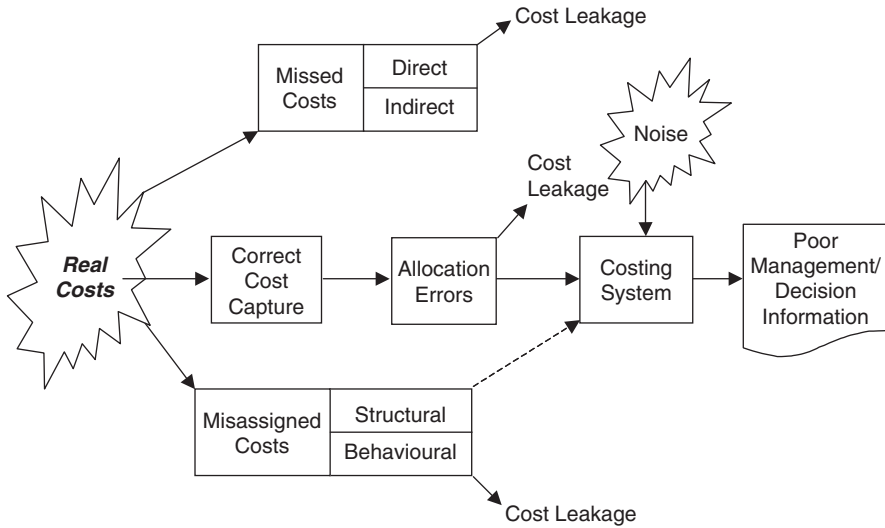 Cost Leakage
Missed
Costs
Direct
Indirect
Noise
Cost
Leakage
Real
Costs
Correct
Cost
Capture
Allocation
Errors
Costing
System
Poor
Management/
Decision
Information
Misassigned
Costs
Structural
Behavioural
Cost Leakage